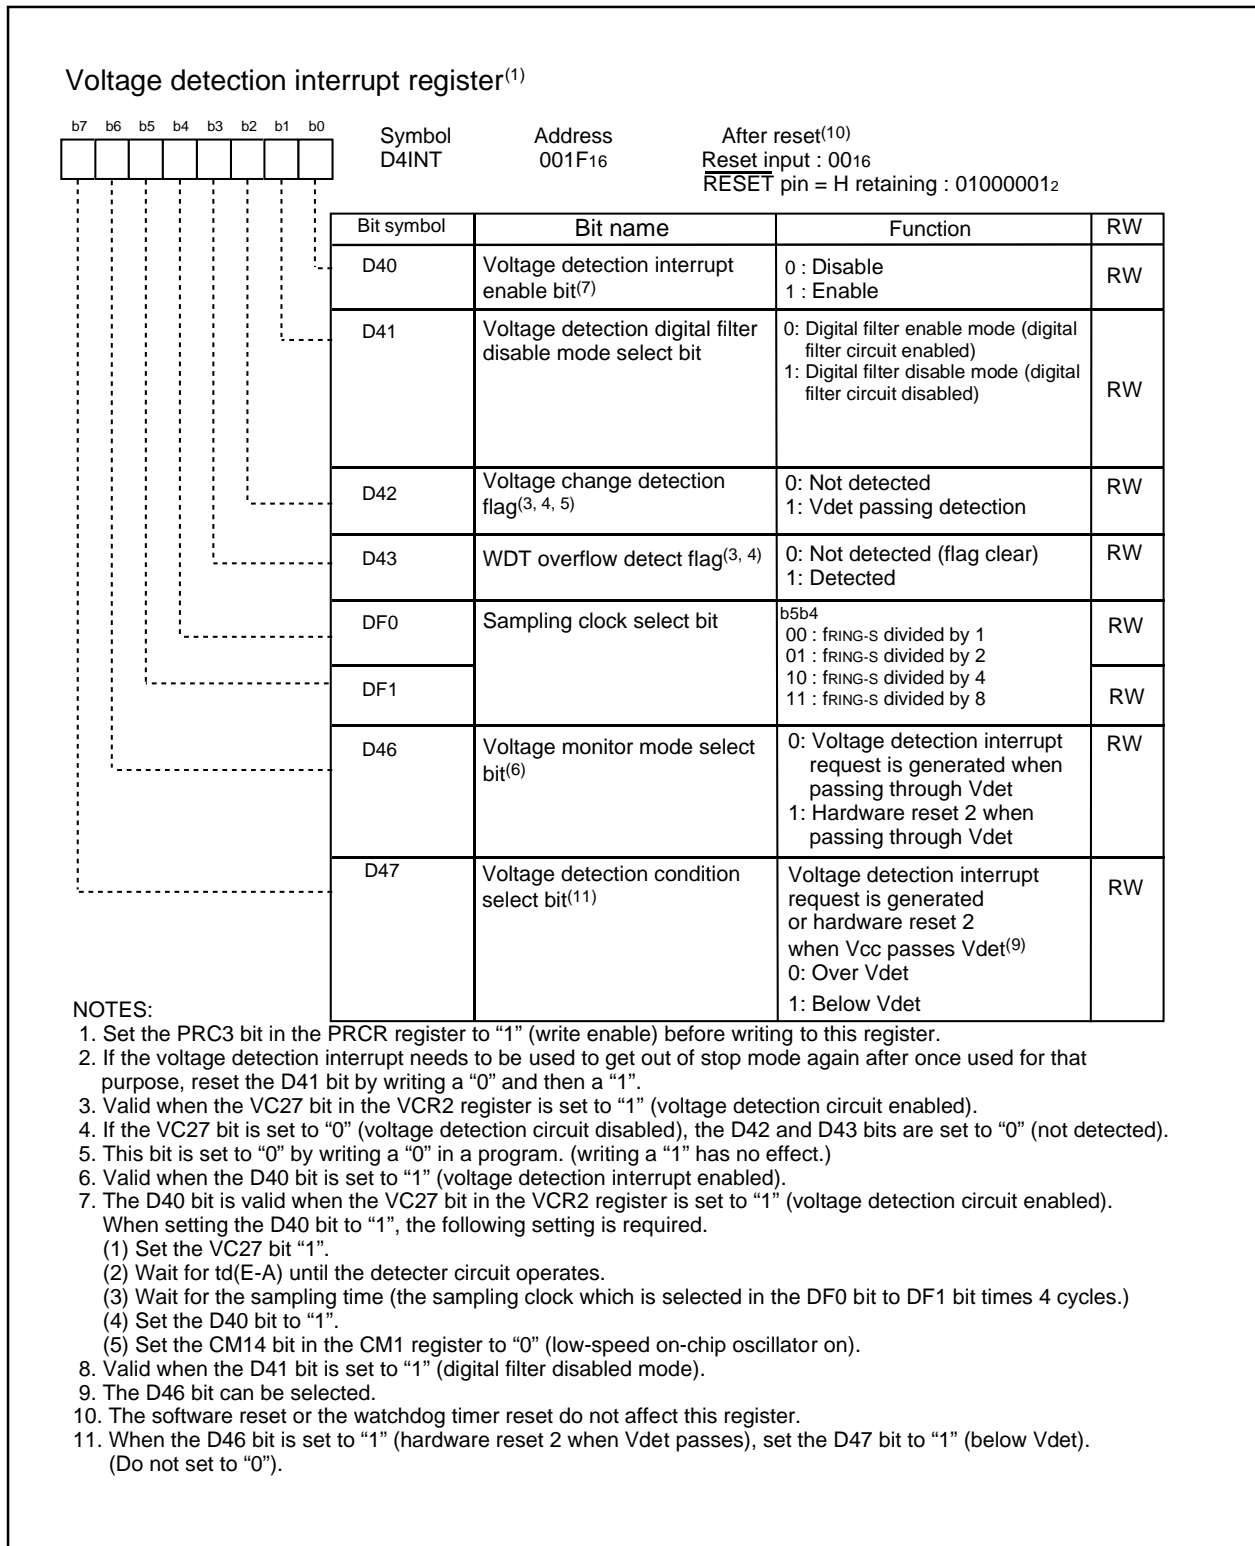 Voltage detection interrupt register(1)
b7 b6 b5 b4 b3 b2 b1 b0
Symbol Address After reset(10)
D4INT 001F16 Reset input : 0016
RESET pin = H retaining : 010000012
Bit symbol Bit name Function RW
D40 Voltage detection interrupt enable bit(7) 0 : Disable RW
1 : Enable
D41 Voltage detection digital filter disable mode select bit 0: Digital filter enable mode (digital
filter circuit enabled)
1: Digital filter disable mode (digital
filter circuit disabled) RW
D42 Voltage change detection flag(3, 4, 5) 0: Not detected RW
1: Vdet passing detection
D43 WDT overflow detect flag(3, 4) 0: Not detected (flag clear) RW
1: Detected
DF0 Sampling clock select bit b5b4
00 : fRING-S divided by 1 RW
01 : fRING-S divided by 2
10 : fRING-S divided by 4
DF1 11 : fRING-S divided by 8 RW
D46 Voltage monitor mode select bit(6) 0: Voltage detection interrupt RW
request is generated when
passing through Vdet
1: Hardware reset 2 when
passing through Vdet
D47 Voltage detection condition select bit(11) Voltage detection interrupt RW
request is generated
or hardware reset 2
when Vcc passes Vdet(9)
0: Over Vdet
1: Below Vdet
NOTES:
1. Set the PRC3 bit in the PRCR register to “1” (write enable) before writing to this register.
2. If the voltage detection interrupt needs to be used to get out of stop mode again after once used for that
purpose, reset the D41 bit by writing a “0” and then a “1”.
3. Valid when the VC27 bit in the VCR2 register is set to “1” (voltage detection circuit enabled).
4. If the VC27 bit is set to “0” (voltage detection circuit disabled), the D42 and D43 bits are set to “0” (not detected).
5. This bit is set to “0” by writing a “0” in a program. (writing a “1” has no effect.)
6. Valid when the D40 bit is set to “1” (voltage detection interrupt enabled).
7. The D40 bit is valid when the VC27 bit in the VCR2 register is set to “1” (voltage detection circuit enabled).
When setting the D40 bit to “1”, the following setting is required.
(1) Set the VC27 bit “1”.
(2) Wait for td(E-A) until the detecter circuit operates.
(3) Wait for the sampling time (the sampling clock which is selected in the DF0 bit to DF1 bit times 4 cycles.)
(4) Set the D40 bit to “1”.
(5) Set the CM14 bit in the CM1 register to “0” (low-speed on-chip oscillator on).
8. Valid when the D41 bit is set to “1” (digital filter disabled mode).
9. The D46 bit can be selected.
10. The software reset or the watchdog timer reset do not affect this register.
11. When the D46 bit is set to “1” (hardware reset 2 when Vdet passes), set the D47 bit to “1” (below Vdet).
(Do not set to “0”).